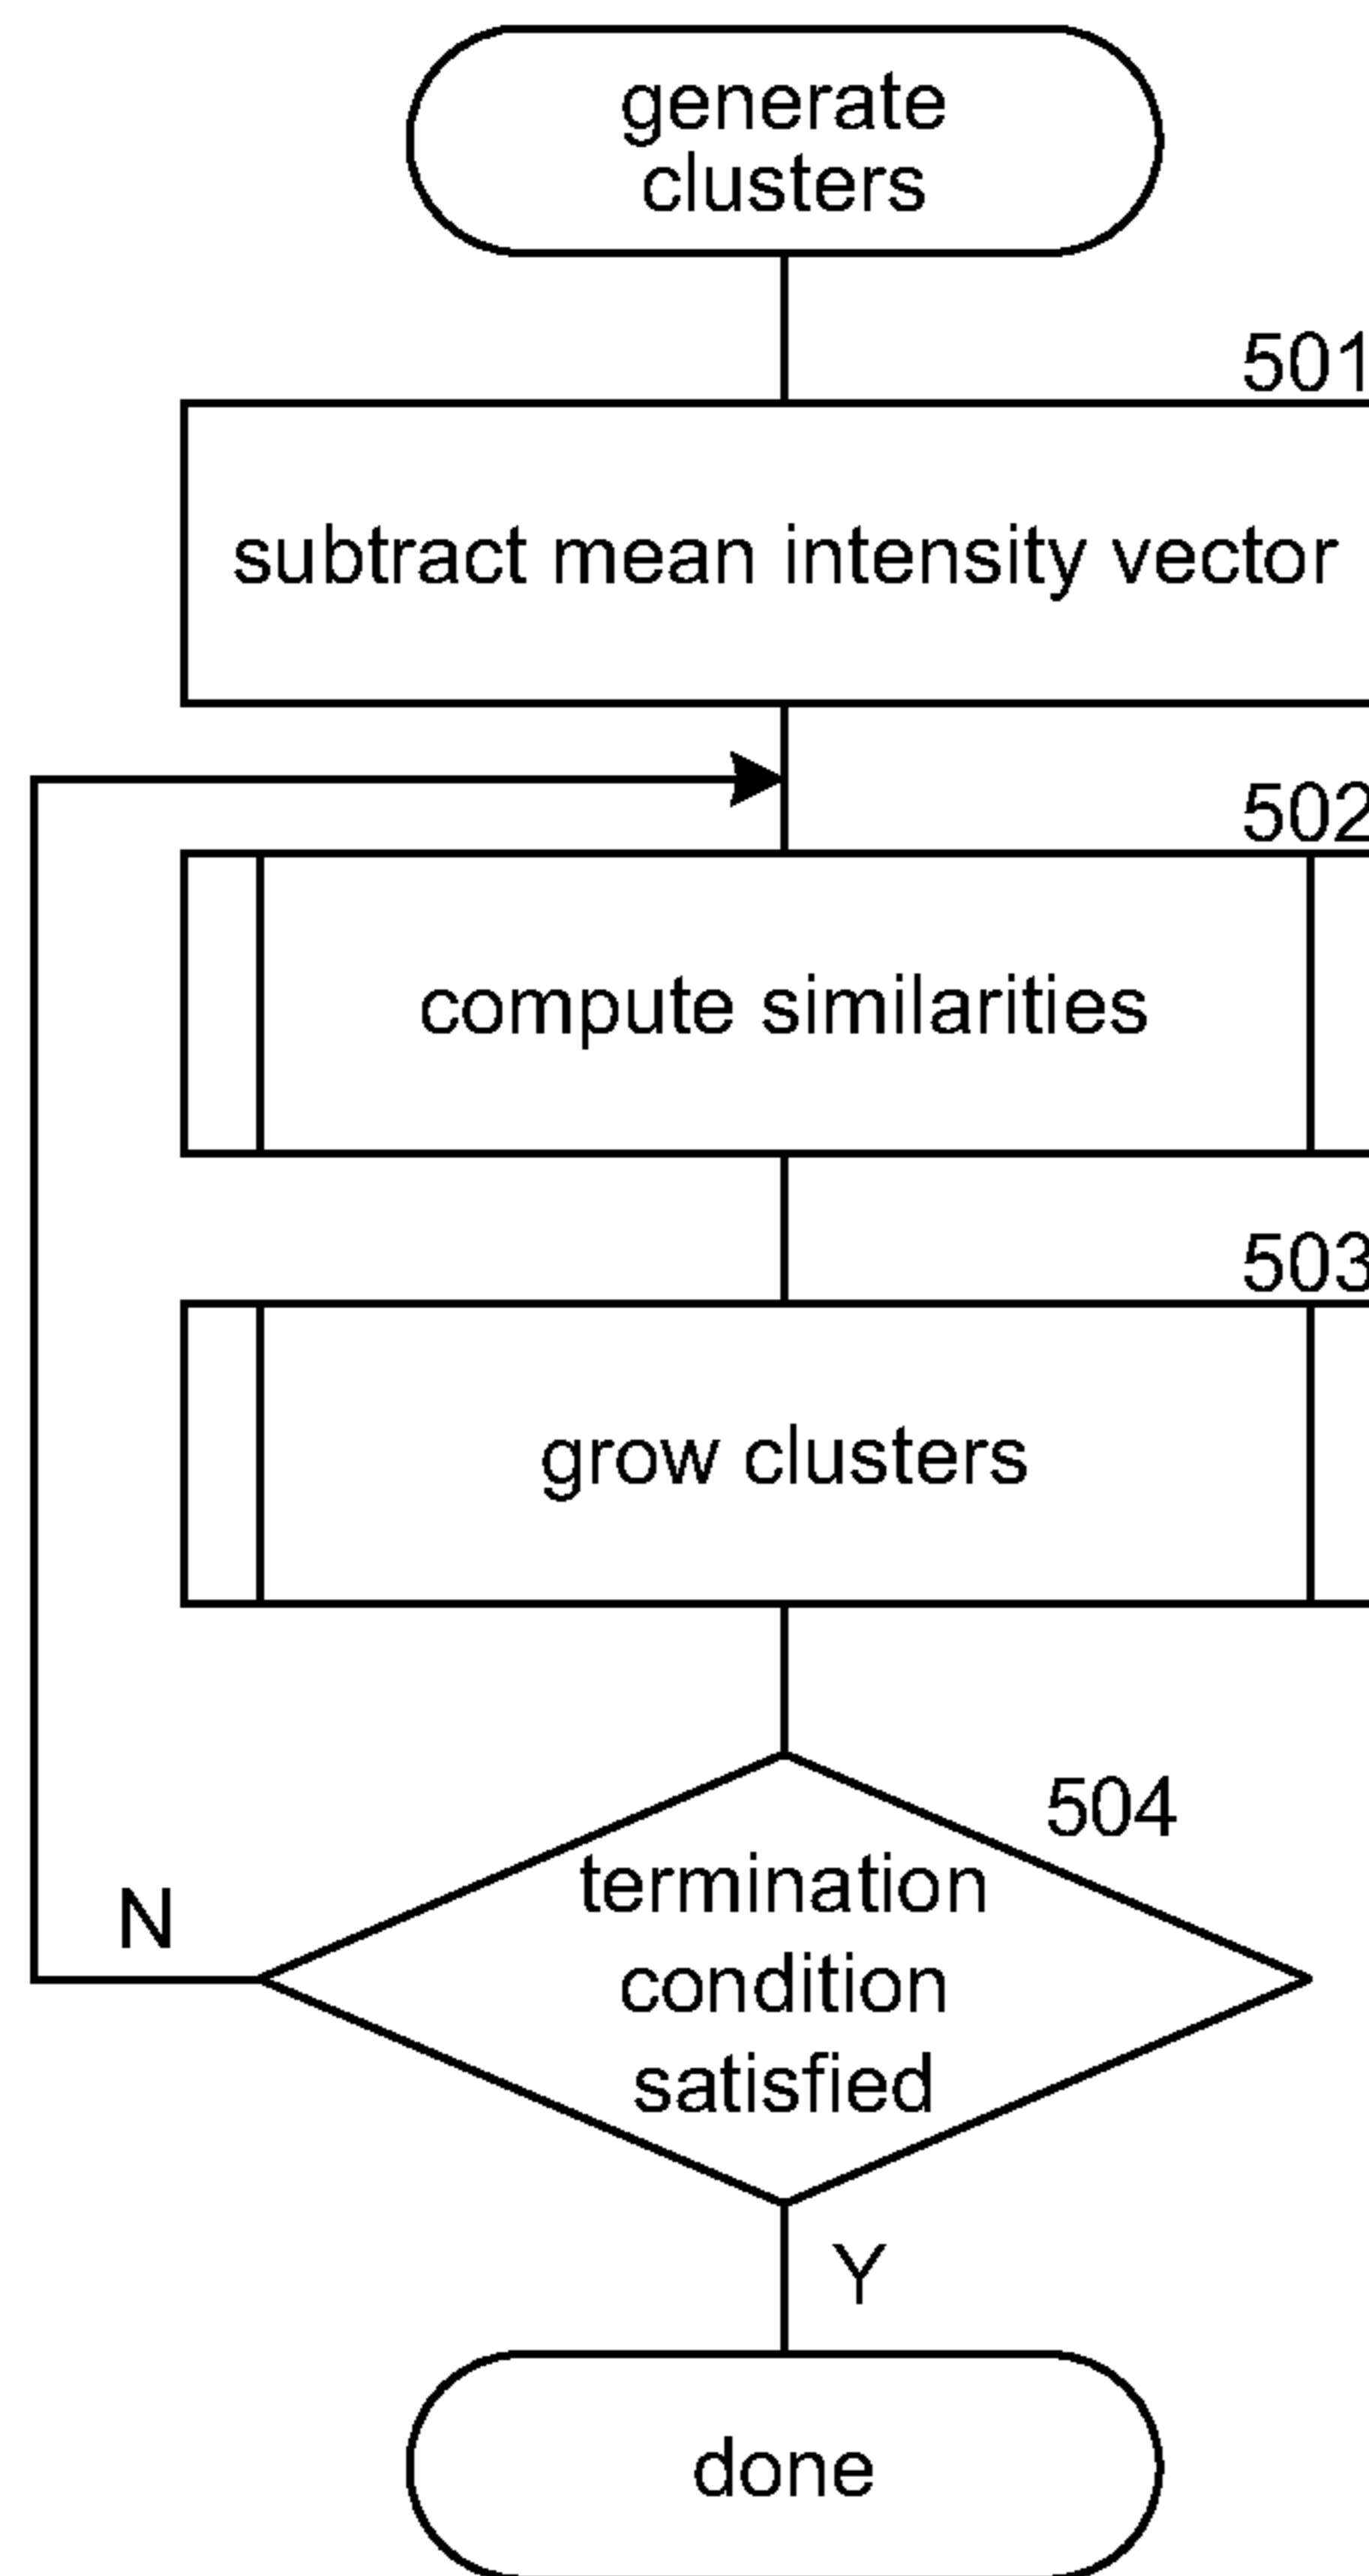 generate
clusters
501
subtract mean intensity vector
502
compute similarities
503
grow clusters
504
termination
condition
satisfied
N
Y
done